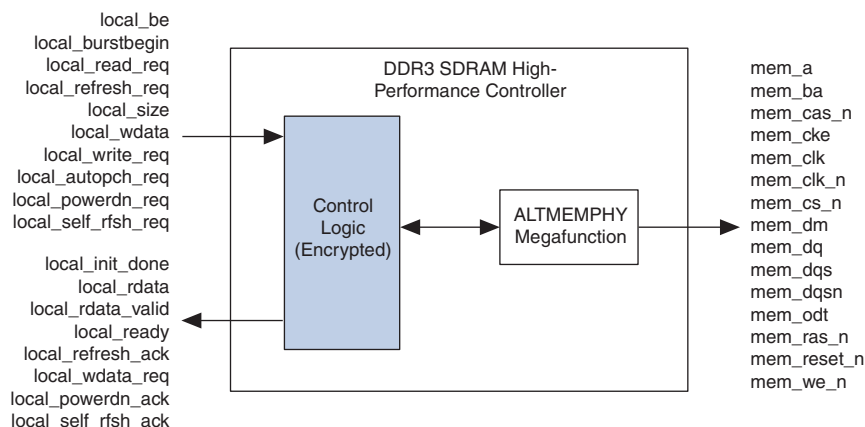 local_be
local_burstbegin
local_read_req
local_refresh_req
local_size
local_wdata
local_write_req
local_autopch_req
local_powerdn_req
local_self_rfsh_req
local_init_done
local_rdata
local_rdata_valid
local_ready
local_refresh_ack
local_wdata_req
local_powerdn_ack
local_self_rfsh_ack
DDR3 SDRAM High-
Performance Controller
Control
Logic
(Encrypted)
ALTMEMPHY
Megafunction
mem_a
mem_ba
mem_cas_n
mem_cke
mem_clk
mem_clk_n
mem_cs_n
mem_dm
mem_dq
mem_dqs
mem_dqsn
mem_odt
mem_ras_n
mem_reset_n
mem_we_n